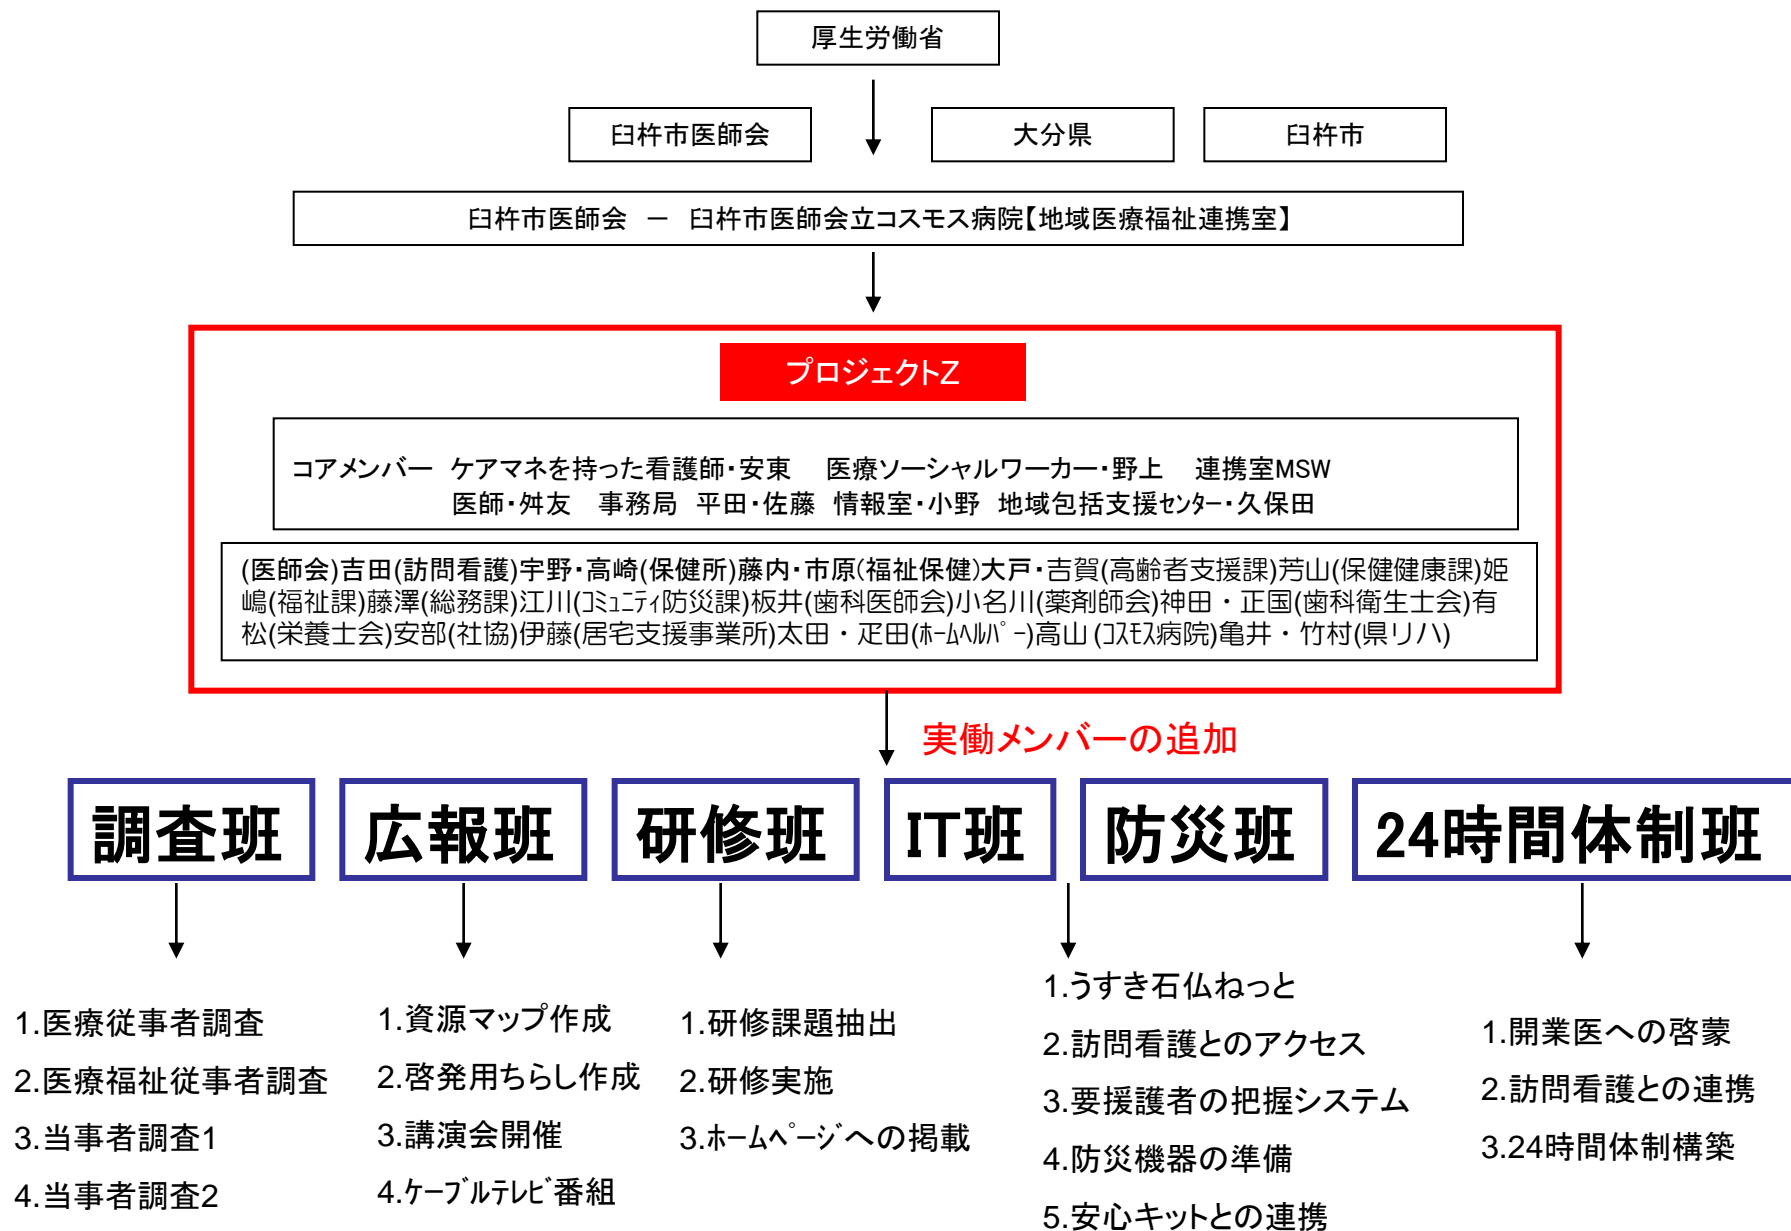 厚生労働省
臼杵市医師会
大分県
臼杵市
臼杵市医師会 － 臼杵市医師会立コスモス病院【地域医療福祉連携室】
プロジェクトZ
コアメンバー ケアマネを持った看護師・安東 医療ソーシャルワーカー・野上 連携室MSW
医師・舛友 事務局 平田・佐藤 情報室・小野 地域包括支援ｾﾝﾀｰ・久保田
(医師会)吉田(訪問看護)宇野・高崎(保健所)藤内・市原(福祉保健)大戸・吉賀(高齢者支援課)芳山(保健健康課)姫
嶋(福祉課)藤澤(総務課)江川(ｺﾐｭﾆﾃｨ防災課)板井(歯科医師会)小名川(薬剤師会)神田・正国(歯科衛生士会)有
松(栄養士会)安部(社協)伊藤(居宅支援事業所)太田・疋田(ﾎｰﾑﾍﾙﾊﾟｰ)高山(ｺｽﾓｽ病院)亀井・竹村(県リハ)
実働メンバーの追加
調査班
広報班
研修班
IT班
防災班
24時間体制班
1.医療従事者調査
2.医療福祉従事者調査
3.当事者調査1
4.当事者調査2
1.資源マップ作成
2.啓発用ちらし作成
3.講演会開催
4.ｹｰﾌﾞﾙﾃﾚﾋﾞ番組
1.研修課題抽出
2.研修実施
3.ﾎｰﾑﾍﾟｰｼﾞへの掲載
1.うすき石仏ねっと
2.訪問看護とのアクセス
3.要援護者の把握システム
4.防災機器の準備
5.安心キットとの連携
1.開業医への啓蒙
2.訪問看護との連携
3.24時間体制構築